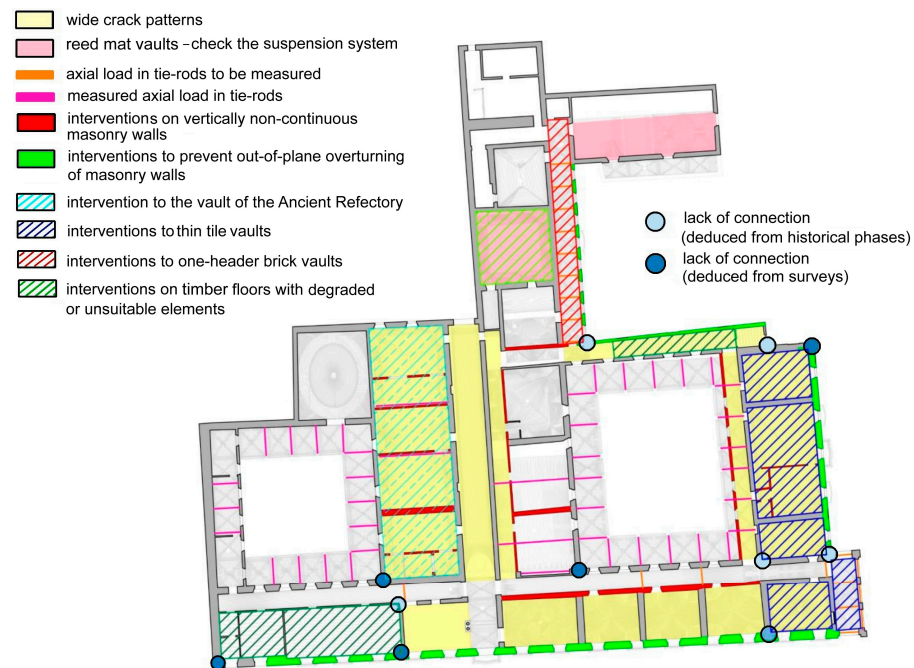 wide crack patterns
reed mat vaults – check the suspension system
axial load in tie-rods to be measured
measured axial load in tie-rods
interventions on vertically non-continuous
masonry walls
interventions to prevent out-of-plane overturning
of masonry walls
intervention to the vault of the Ancient Refectory
interventions to thin tile vaults
interventions to one-header brick vaults
interventions on timber floors with degraded
or unsuitable elements
lack of connection
(deduced from historical phases)
lack of connection
(deduced from surveys)